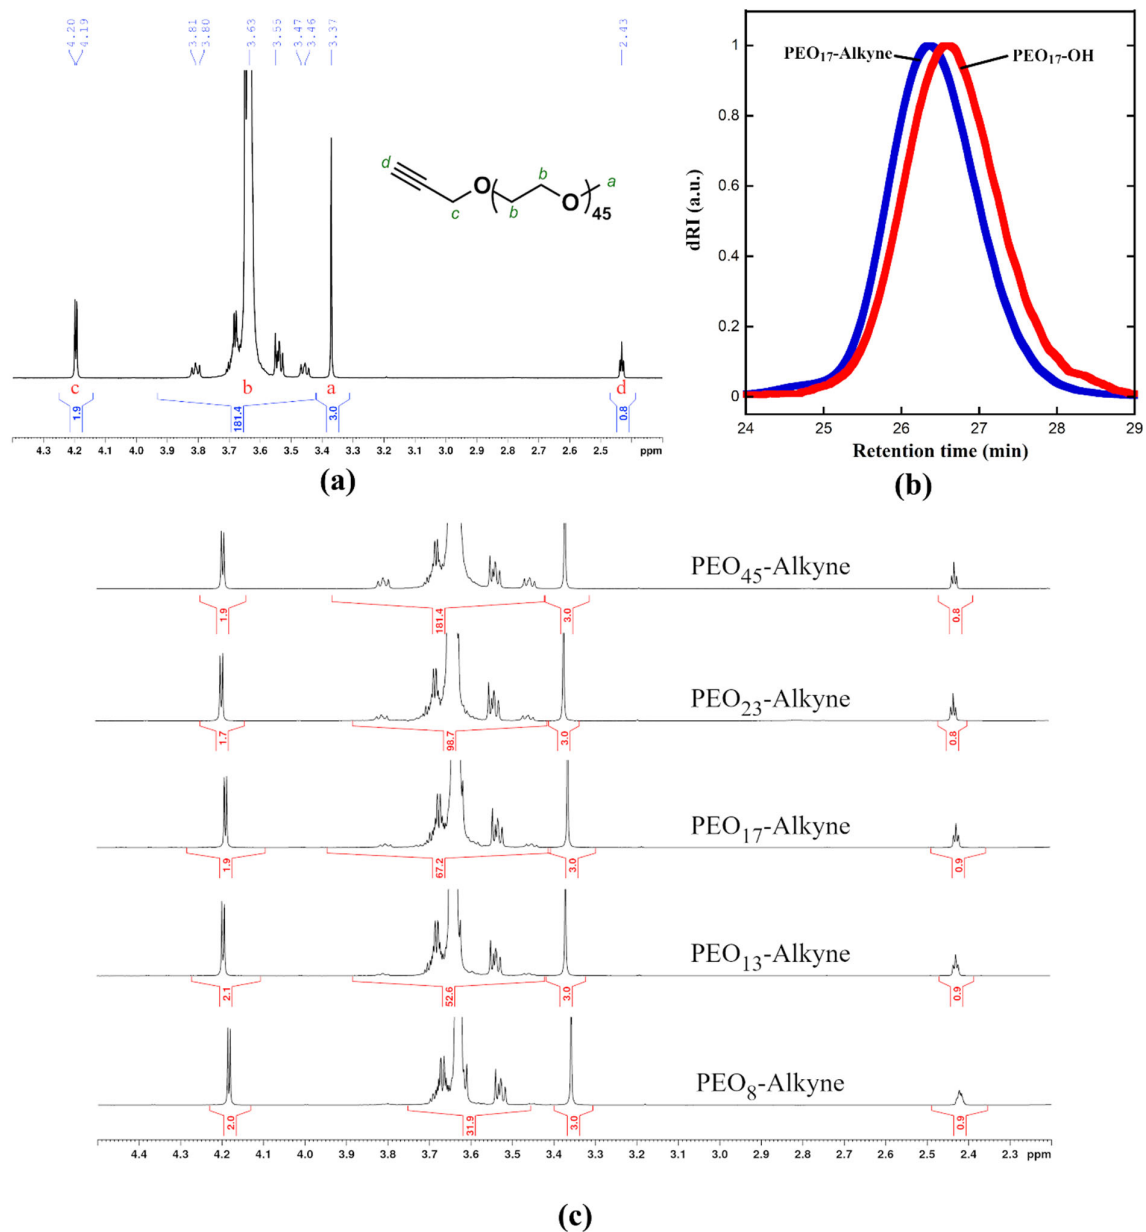 4.20
4.19
3.81
3.80
3.63
3.55
3.47
3.46
3.37
2.43
d
O
b
b
O
45
a
c
c
b
a
d
1.9
181.4
3.0
0.8
4.3 4.2 4.1 4.0 3.9 3.8 3.7 3.6 3.5 3.4 3.3 3.2 3.1 3.0 2.9 2.8 2.7 2.6 2.5 ppm
(a)
1
0.8
0.6
0.4
0.2
0
dRI (a.u.)
PEO17-Alkyne
PEO17-OH
24 25 26 27 28 29
Retention time (min)
(b)
PEO45-Alkyne
1.9 181.4 3.0 0.8
PEO23-Alkyne
1.7 98.7 3.0 0.8
PEO17-Alkyne
1.9 67.2 3.0 0.9
PEO13-Alkyne
2.1 52.6 3.0 0.9
PEO8-Alkyne
2.0 31.9 3.0 0.9
4.4 4.3 4.2 4.1 4.0 3.9 3.8 3.7 3.6 3.5 3.4 3.3 3.2 3.1 3.0 2.9 2.8 2.7 2.6 2.5 2.4 2.3 ppm
(c)